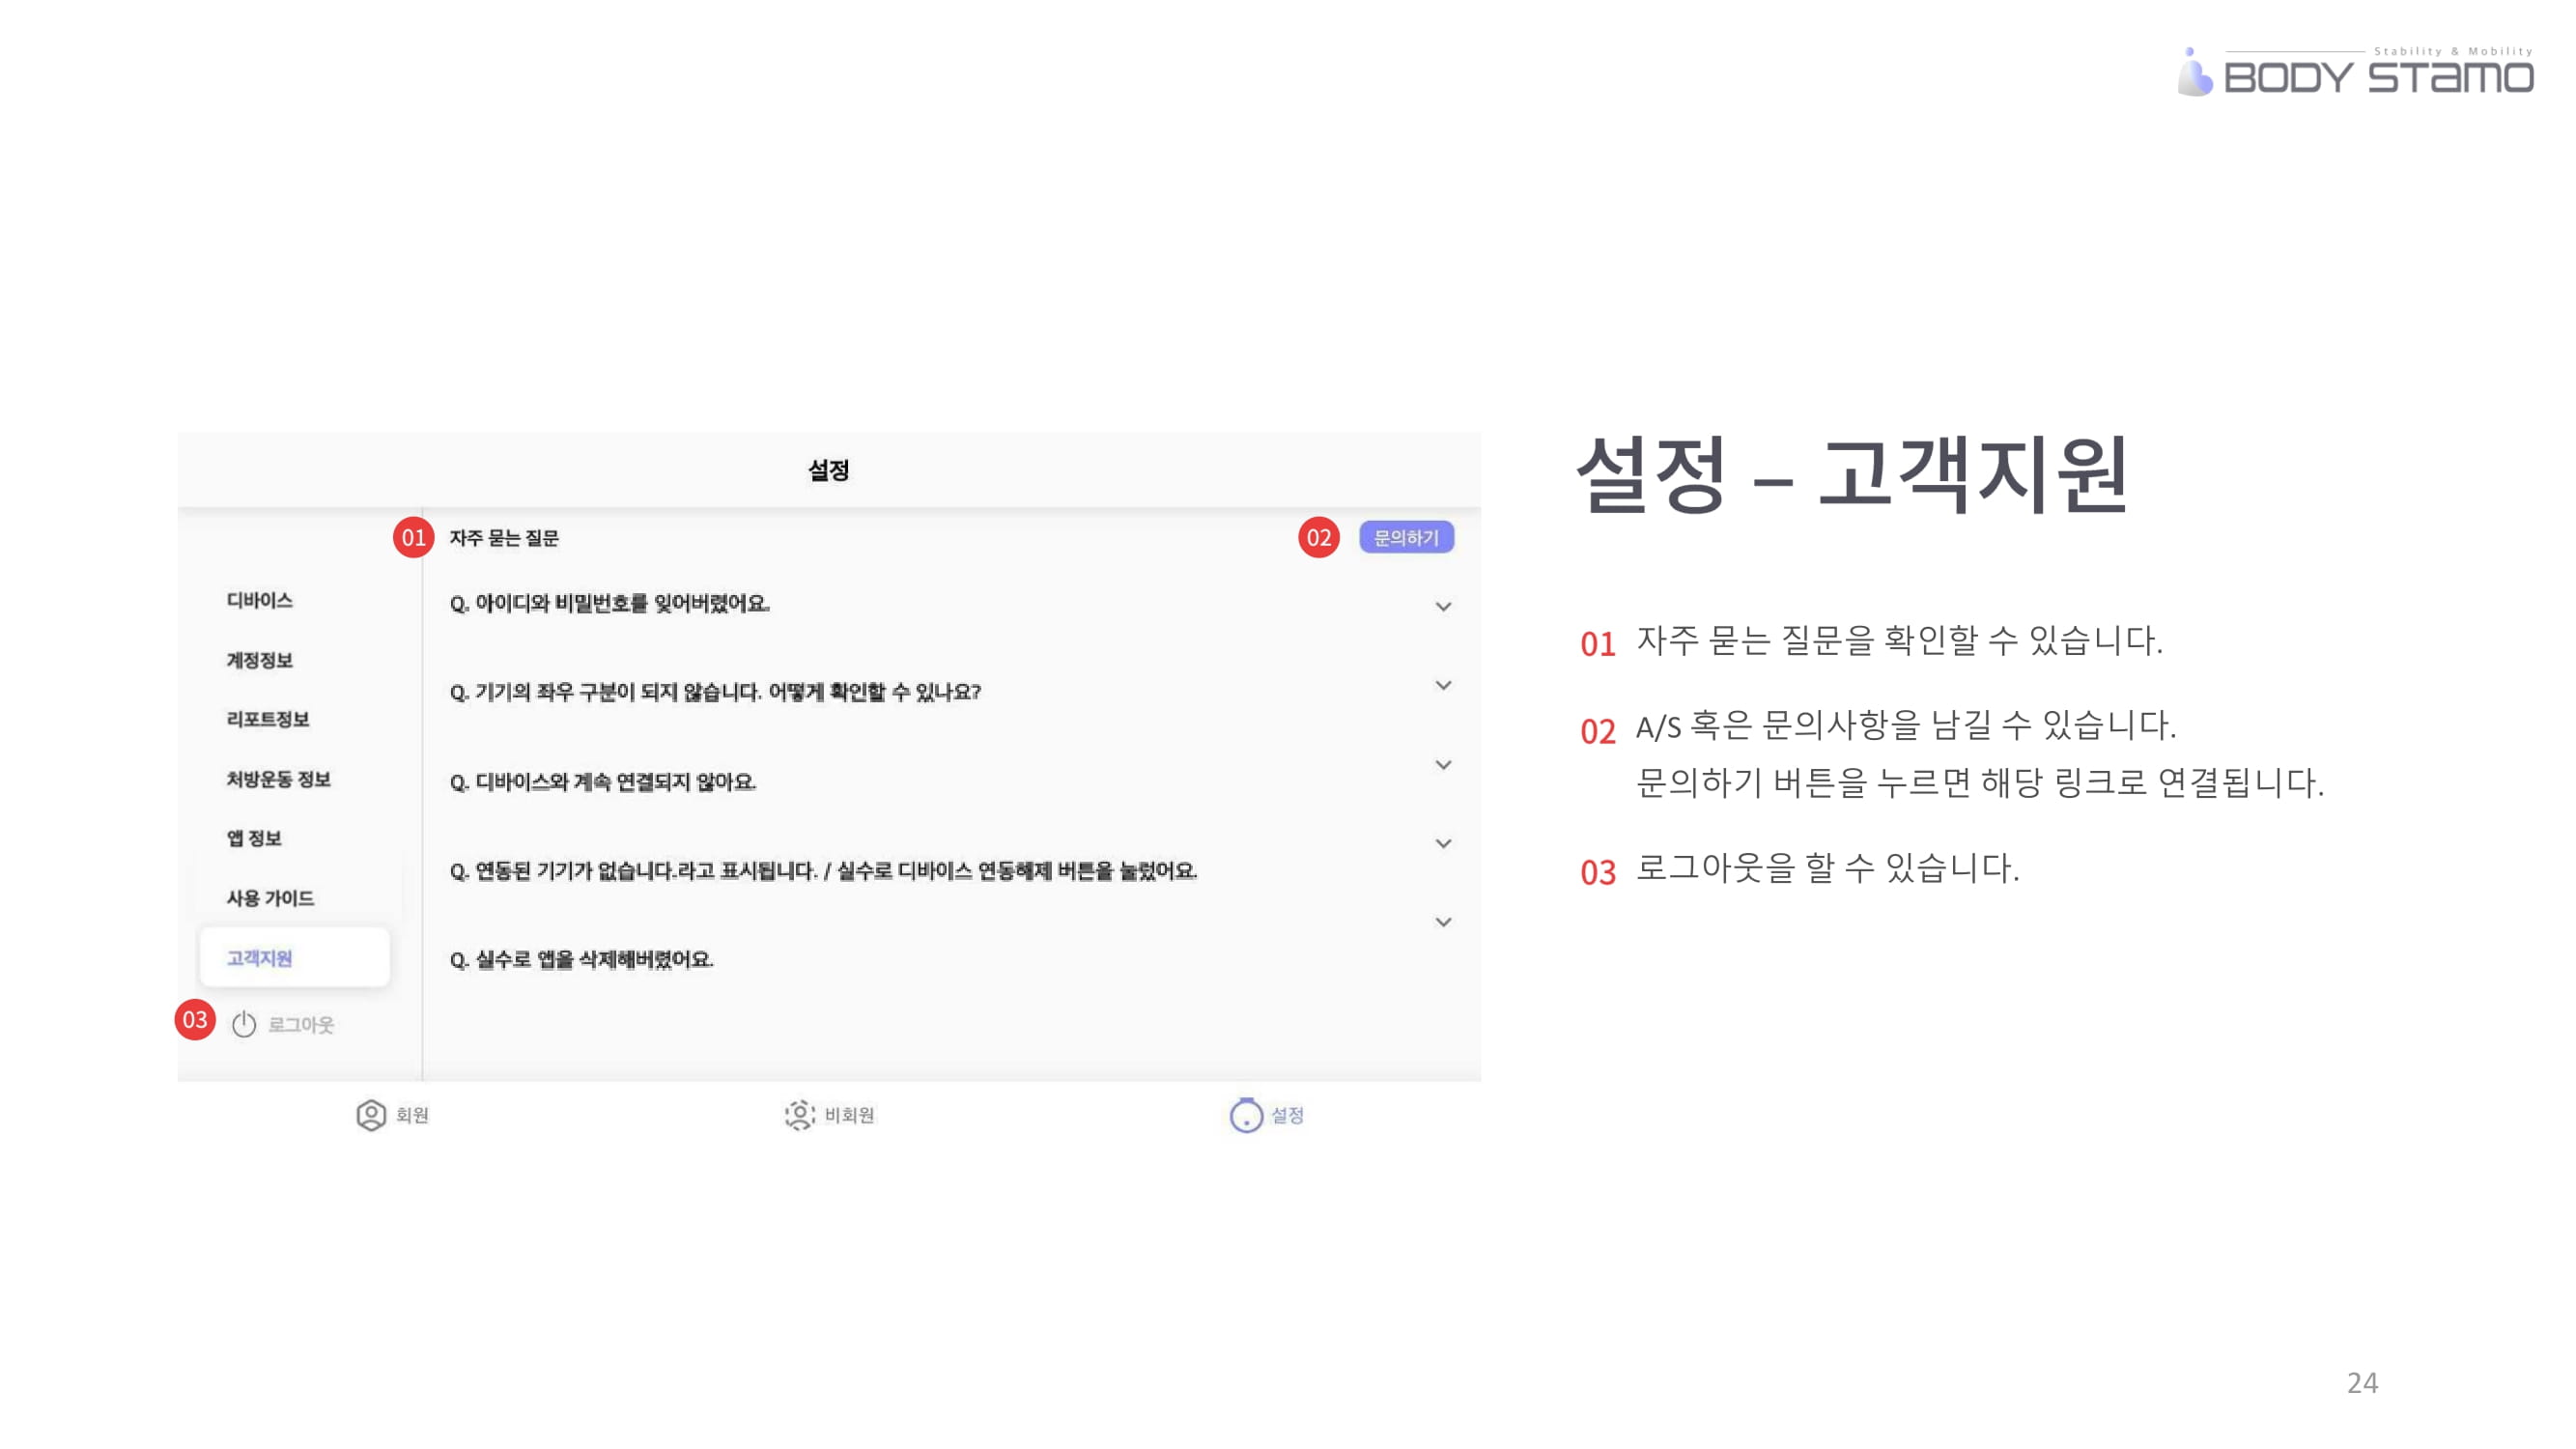 Stability & Mobility
BODY STamo
설정
01 자주 묻는 질문
02 문의하기
디바이스
계정정보
리포트정보
처방운동 정보
앱 정보
사용 가이드
고객지원
03 로그아웃
Q. 아이디와 비밀번호를 잊어버렸어요.
Q. 기기의 좌우 구분이 되지 않습니다. 어떻게 확인할 수 있나요?
Q. 디바이스와 계속 연결되지 않아요.
Q. 연동된 기기가 없습니다.라고 표시됩니다. / 실수로 디바이스 연동해제 버튼을 눌렀어요.
Q. 실수로 앱을 삭제해버렸어요.
회원
비회원
설정
설정 – 고객지원
01 자주 묻는 질문을 확인할 수 있습니다.
02 A/S 혹은 문의사항을 남길 수 있습니다.
문의하기 버튼을 누르면 해당 링크로 연결됩니다.
03 로그아웃을 할 수 있습니다.
24